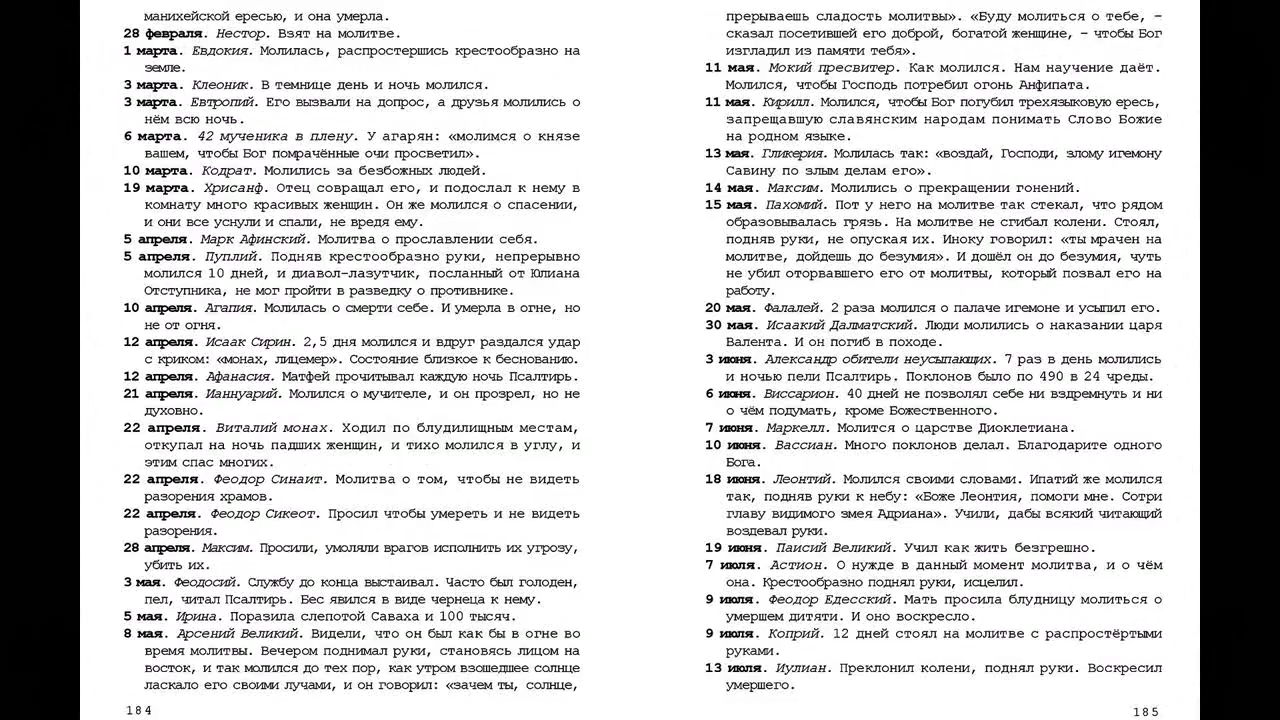 манихейской ересью, и она умерла.
28 февраля. Нестор. Взят на молитве.
1 марта. Евдокия. Молилась, распростершись крестообразно на
земле.
3 марта. Клеоник. В темнице день и ночь молился.
3 марта. Евтропий. Его вызвали на допрос, а друзья молились о
нём всю ночь.
6 марта. 42 мученика в плену. У агарян: «молимся о князе
вашем, чтобы Бог помрачённые очи просветил».
10 марта. Кодрат. Молились за безбожных людей.
19 марта. Хрисанф. Отец совращал его, и подослал к нему в
комнату много красивых женщин. Он же молился о спасении,
и они все уснули и спали, не вредя ему.
5 апреля. Марк Афинский. Молитва о прославлении себя.
5 апреля. Пуплий. Подняв крестообразно руки, непрерывно
молился 10 дней, и диавол-лазутчик, посланный от Юлиана
Отступника, не мог пройти в разведку о противнике.
10 апреля. Агапия. Молилась о смерти себе. И умерла в огне, но
не от огня.
12 апреля. Исаак Сирин. 2,5 дня молился и вдруг раздался удар
с криком: «монах, лицемер». Состояние близкое к беснованию.
12 апреля. Афанасия. Матфей прочитывал каждую ночь Псалтирь.
21 апреля. Ианнуарий. Молился о мучителе, и он прозрел, но не
духовно.
22 апреля. Виталий монах. Ходил по блудилищным местам,
откупал на ночь падших женщин, и тихо молился в углу, и
этим спас многих.
22 апреля. Феодор Синаит. Молитва о том, чтобы не видеть
разорения храмов.
22 апреля. Феодор Сикеот. Просил чтобы умереть и не видеть
разорения.
28 апреля. Максим. Просили, умоляли врагов исполнить их угрозу,
убить их.
3 мая. Феодосий. Службу до конца выстаивал. Часто был голоден,
пел, читал Псалтирь. Бес явился в виде чернеца к нему.
5 мая. Ирина. Поразила слепотой Саваха и 100 тысяч.
8 мая. Арсений Великий. Видели, что он был как бы в огне во
время молитвы. Вечером поднимал руки, становясь лицом на
восток, и так молился до тех пор, как утром взошедшее солнце
ласкало его своими лучами, и он говорил: «зачем ты, солнце,
184
прерываешь сладость молитвы». «Буду молиться о тебе, –
сказал посетившей его доброй, богатой женщине, – чтобы Бог
изгладил из памяти тебя».
11 мая. Мокий пресвитер. Как молился. Нам научение даёт.
Молился, чтобы Господь потребил огонь Анфипата.
11 мая. Кирилл. Молился, чтобы Бог погубил трехязыковую ересь,
запрещавшую славянским народам понимать Слово Божие
на родном языке.
13 мая. Гликерия. Молилась так: «воздай, Господи, злому игемону
Савину по злым делам его».
14 мая. Максим. Молились о прекращении гонений.
15 мая. Пахомий. Пот у него на молитве так стекал, что рядом
образовывалась грязь. На молитве не сгибал колени. Стоял,
подняв руки, не опуская их. Иноку говорил: «ты мрачен на
молитве, дойдешь до безумия». И дошёл он до безумия, чуть
не убил оторвавшего его от молитвы, который позвал его на
работу.
20 мая. Фалалей. 2 раза молился о палаче игемоне и усыпил его.
30 мая. Исаакий Далматский. Люди молились о наказании царя
Валента. И он погиб в походе.
3 июня. Александр обители неусыпающих. 7 раз в день молились
и ночью пели Псалтирь. Поклонов было по 490 в 24 чреды.
6 июня. Виссарион. 40 дней не позволял себе ни вздремнуть и ни
о чём подумать, кроме Божественного.
7 июня. Маркелл. Молится о царстве Диоклетиана.
10 июня. Вассиан. Много поклонов делал. Благодарите одного
Бога.
18 июня. Леонтий. Молился своими словами. Ипатий же молился
так, подняв руки к небу: «Боже Леонтия, помоги мне. Сотри
главу видимого змея Адриана». Учили, дабы всякий читающий
воздевал руки.
19 июня. Паисий Великий. Учил как жить безгрешно.
7 июля. Астион. О нужде в данный момент молитва, и о чём
она. Крестообразно поднял руки, исцелил.
9 июля. Феодор Едесский. Мать просила блудницу молиться о
умершем дитяти. И оно воскресло.
9 июля. Коприй. 12 дней стоял на молитве с распростёртыми
руками.
13 июля. Иулиан. Преклонил колени, поднял руки. Воскресил
умершего.
185